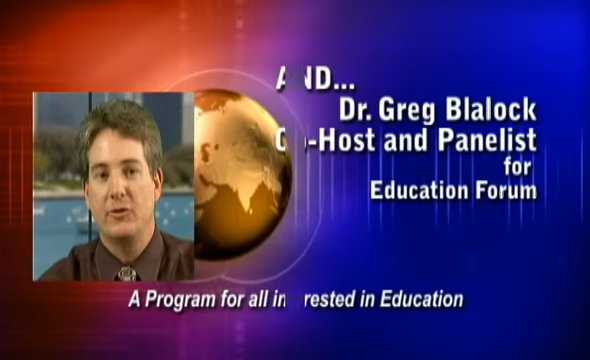 AND...
Dr. Greg Blalock
Co-Host and Panelist
for
Education Forum
A Program for all interested in Education